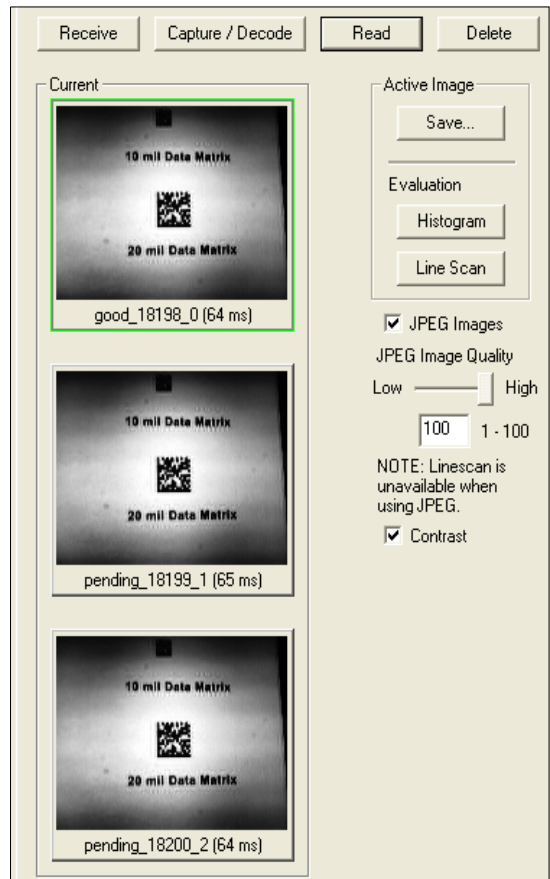 Receive Capture / Decode Read Delete
Current
10 mil Data Matrix
20 mil Data Matrix
good_18198_0 (64 ms)
10 mil Data Matrix
20 mil Data Matrix
pending_18199_1 (65 ms)
10 mil Data Matrix
20 mil Data Matrix
pending_18200_2 (64 ms)
Active Image
Save...
Evaluation
Histogram
Line Scan
JPEG Images
JPEG Image Quality
Low High
100 1 - 100
NOTE: Linescan is
unavailable when
using JPEG.
Contrast